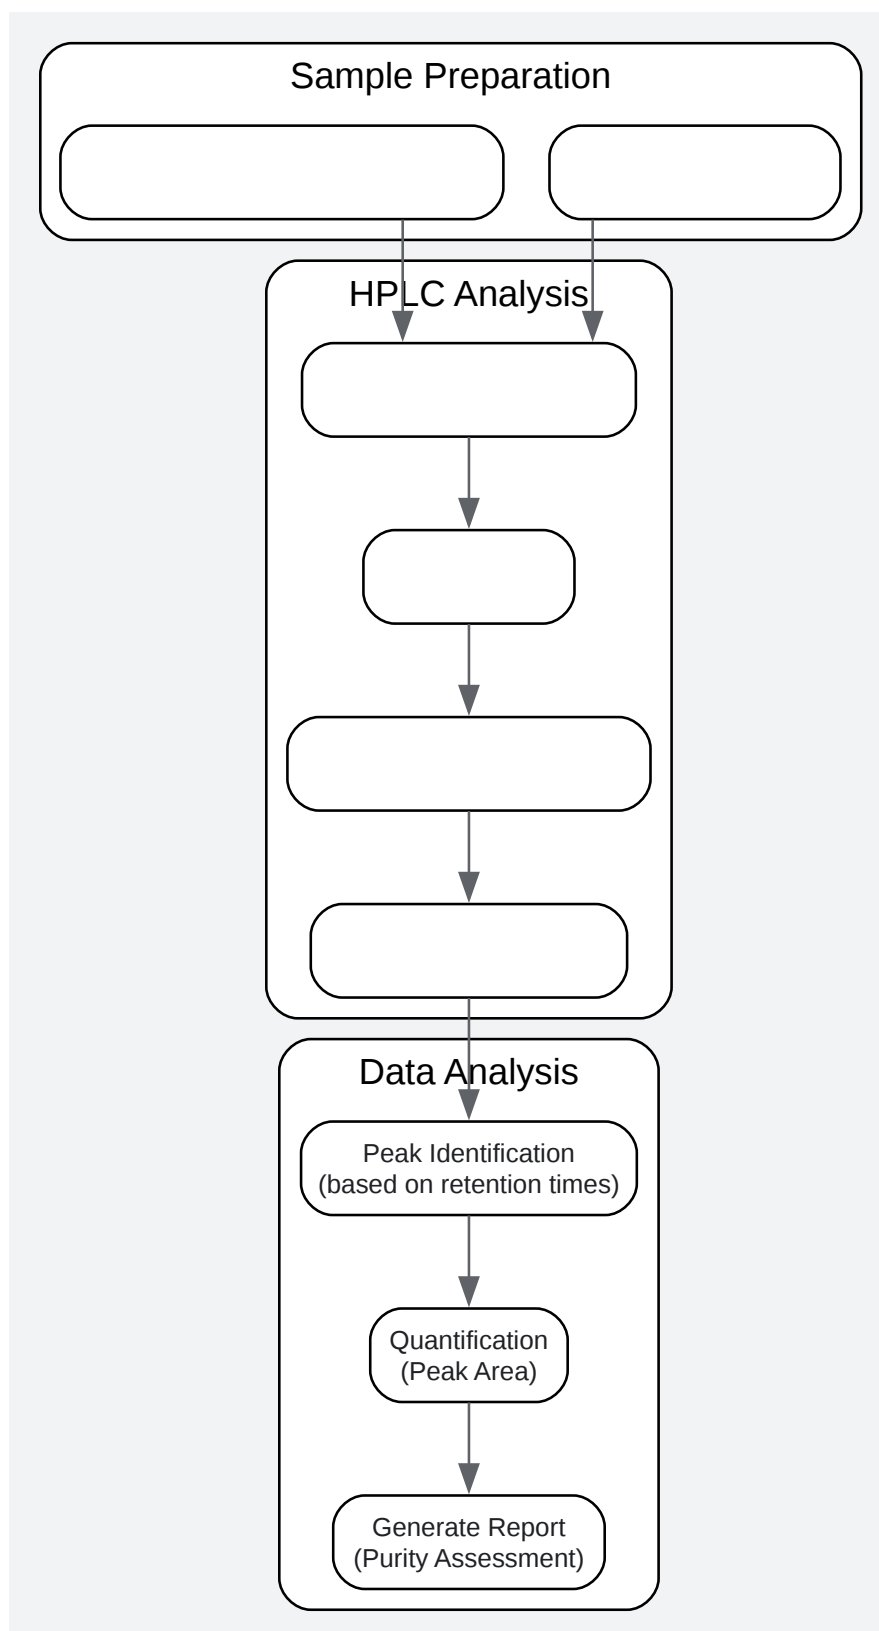 Sample Preparation
HPLC Analysis
Data Analysis
Peak Identification
(based on retention times)
Quantification
(Peak Area)
Generate Report
(Purity Assessment)